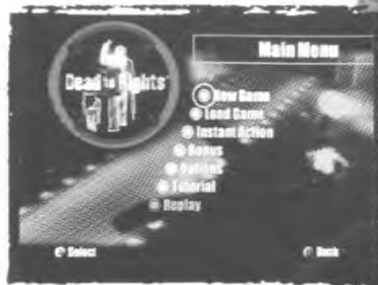 Main Menu
Dead to Rights
New Game
Load Game
Instant Action
Bonus
Options
Tutorial
Replay
Select
Back